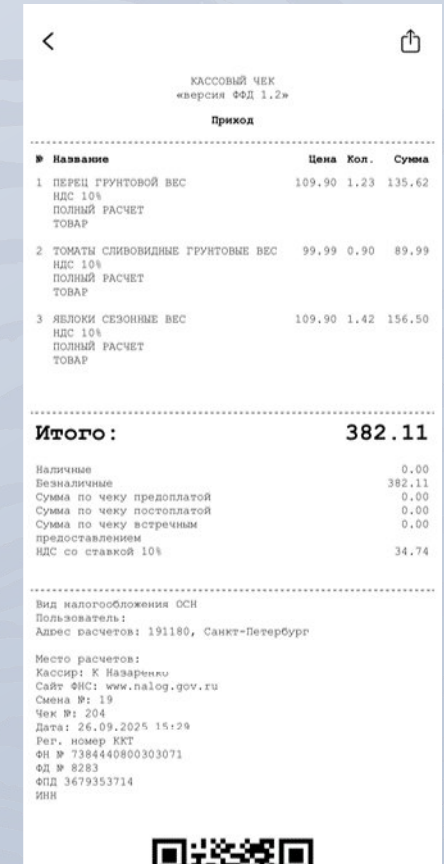 КАССОВЫЙ ЧЕК
«версия ФФД 1.2»
Приход
№ Название Цена Кол. Сумма
1 ПЕРЕЦ ГРУНТОВОЙ ВЕС 109.90 1.23 135.62
НДС 10%
ПОЛНЫЙ РАСЧЕТ
ТОВАР
2 ТОМАТЫ СЛИВОВИДНЫЕ ГРУНТОВЫЕ ВЕС 99.99 0.90 89.99
НДС 10%
ПОЛНЫЙ РАСЧЕТ
ТОВАР
3 ЯБЛОКИ СЕЗОННЫЕ ВЕС 109.90 1.42 156.50
НДС 10%
ПОЛНЫЙ РАСЧЕТ
ТОВАР
Итого: 382.11
Наличные 0.00
Безналичные 382.11
Сумма по чеку предоплатой 0.00
Сумма по чеку постоплатой 0.00
Сумма по чеку встречным 0.00
предоставлением
НДС со ставкой 10% 34.74
Вид налогообложения ОСН
Пользователь:
Адрес расчетов: 191180, Санкт-Петербург
Место расчетов:
Кассир: К Назаренко
Сайт ФНС: www.nalog.gov.ru
Смена №: 19
Чек №: 204
Дата: 26.09.2025 15:29
Рег. номер ККТ
ФН № 7384440800303071
ФД № 8283
ФПД 3679353714
ИНН